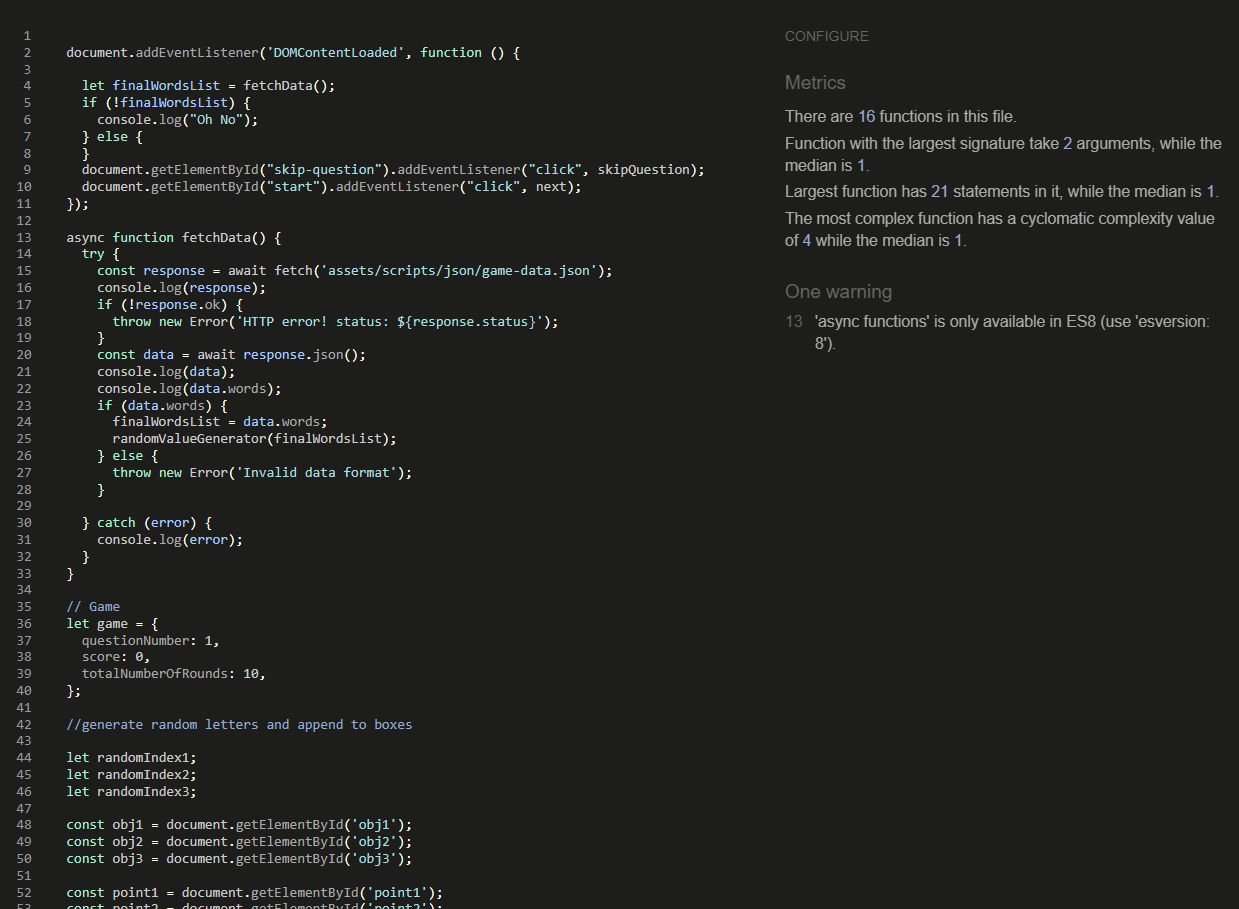 1
2 document.addEventListener('DOMContentLoaded', function () {
3
4 let finalWordsList = fetchData();
5 if (!finalWordsList) {
6 console.log("Oh No");
7 } else {
8 }
9 document.getElementById("skip-question").addEventListener("click", skipQuestion);
10 document.getElementById("start").addEventListener("click", next);
11 });
12
13 async function fetchData() {
14 try {
15 const response = await fetch('assets/scripts/json/game-data.json');
16 console.log(response);
17 if (!response.ok) {
18 throw new Error('HTTP error! status: ${response.status}');
19 }
20 const data = await response.json();
21 console.log(data);
22 console.log(data.words);
23 if (data.words) {
24 finalWordsList = data.words;
25 randomValueGenerator(finalWordsList);
26 } else {
27 throw new Error('Invalid data format');
28 }
29
30 } catch (error) {
31 console.log(error);
32 }
33 }
34
35 // Game
36 let game = {
37 questionNumber: 1,
38 score: 0,
39 totalNumberOfRounds: 10,
40 };
41
42 //generate random letters and append to boxes
43
44 let randomIndex1;
45 let randomIndex2;
46 let randomIndex3;
47
48 const obj1 = document.getElementById('obj1');
49 const obj2 = document.getElementById('obj2');
50 const obj3 = document.getElementById('obj3');
51
52 const point1 = document.getElementById('point1');
53 const point2 = document.getElementById('point2');
CONFIGURE
Metrics
There are 16 functions in this file.
Function with the largest signature take 2 arguments, while the
median is 1.
Largest function has 21 statements in it, while the median is 1.
The most complex function has a cyclomatic complexity value
of 4 while the median is 1.
One warning
13 'async functions' is only available in ES8 (use 'esversion:
8').